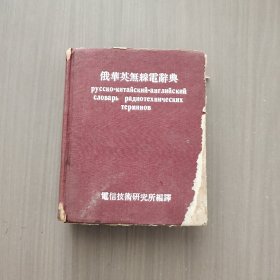 俄華英無線電辭典
русско-китайский-английский
словарь радиотехнических
терминов
電信技術研究所編譯